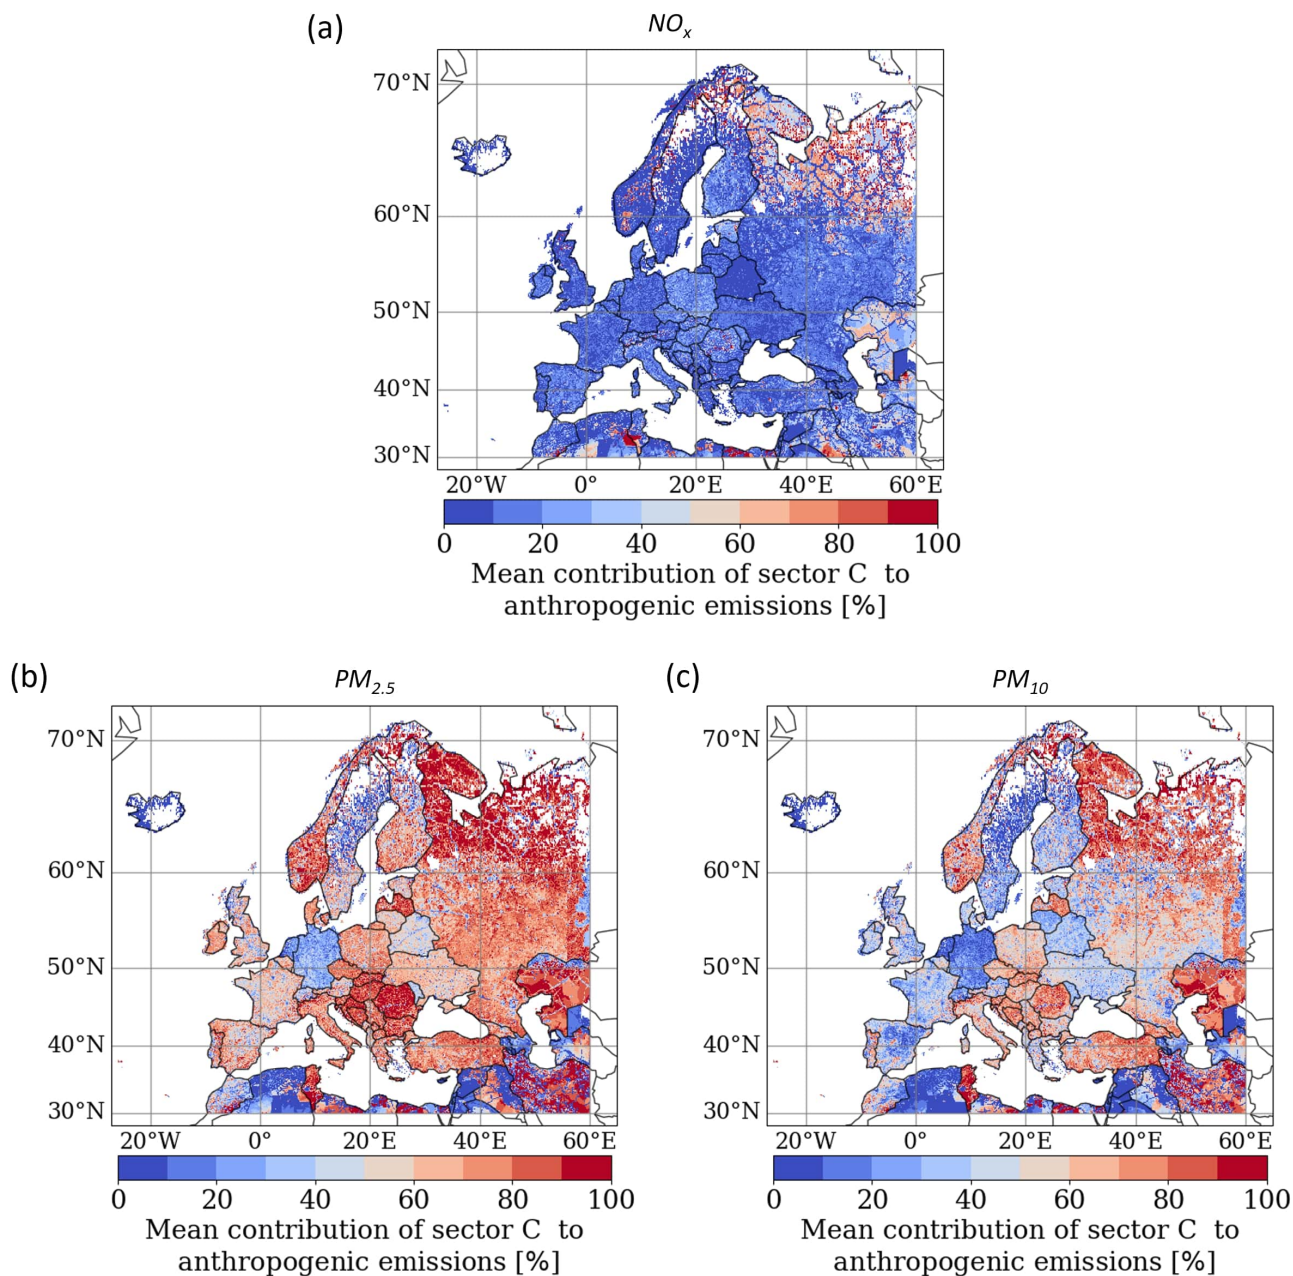 (a)
NOx
70°N
60°N
50°N
40°N
30°N
20°W 0° 20°E 40°E 60°E
0 20 40 60 80 100
Mean contribution of sector C to
anthropogenic emissions [%]
(b)
PM2.5
70°N
60°N
50°N
40°N
30°N
20°W 0° 20°E 40°E 60°E
0 20 40 60 80 100
Mean contribution of sector C to
anthropogenic emissions [%]
(c)
PM10
70°N
60°N
50°N
40°N
30°N
20°W 0° 20°E 40°E 60°E
0 20 40 60 80 100
Mean contribution of sector C to
anthropogenic emissions [%]